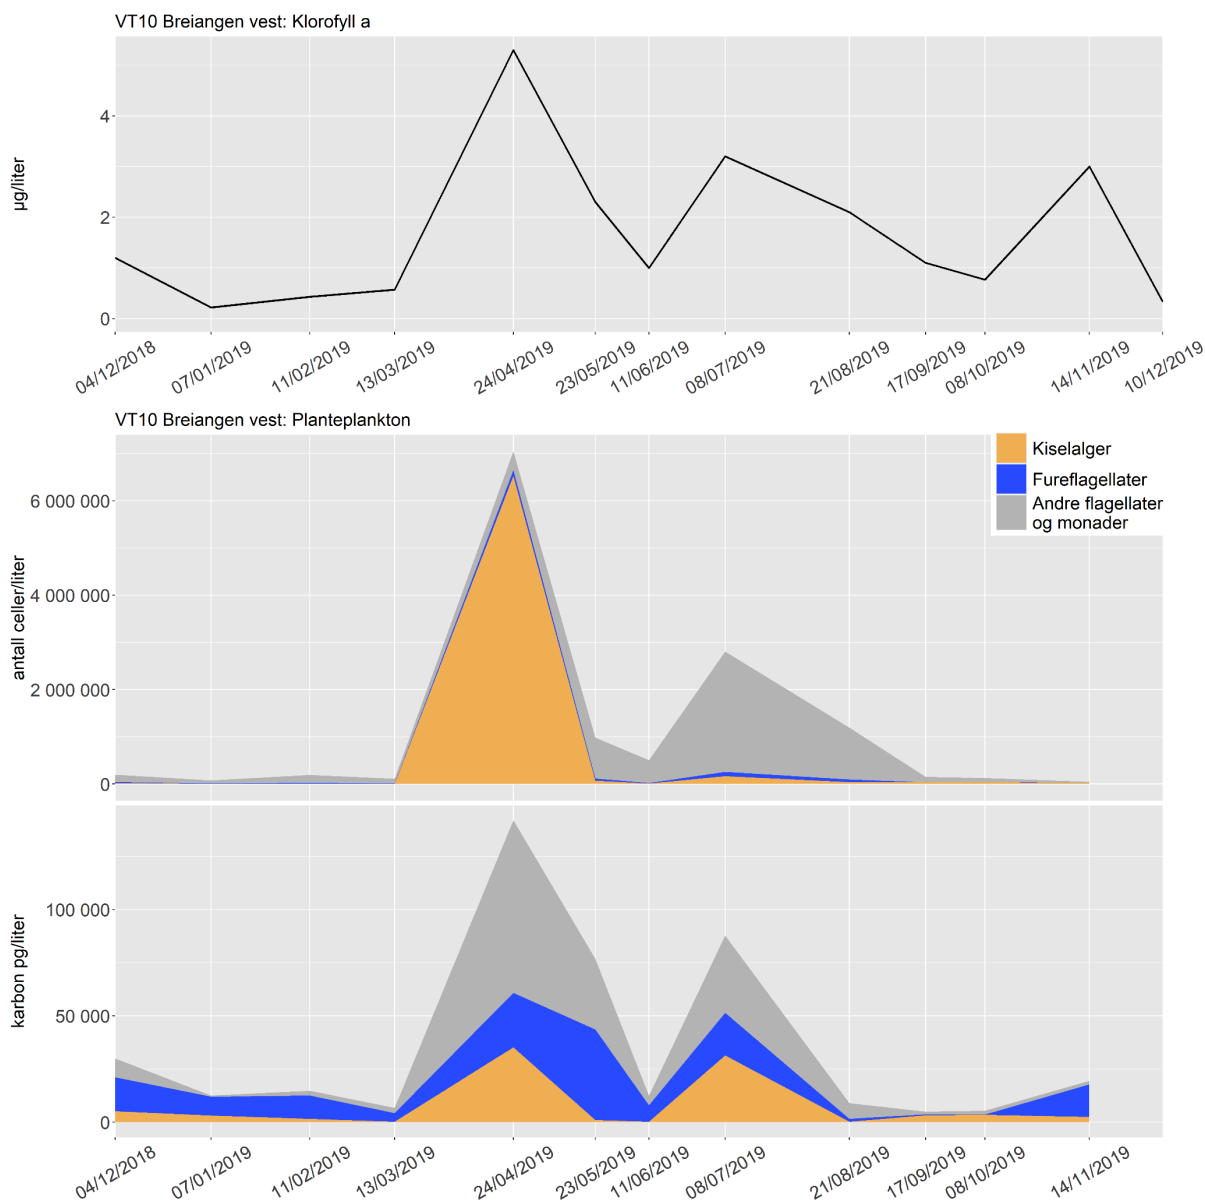 VT10 Breiangen vest: Klorofyll a
µg/liter
4
2
0
04/12/2018
07/01/2019
11/02/2019
13/03/2019
24/04/2019
23/05/2019
11/06/2019
08/07/2019
21/08/2019
17/09/2019
08/10/2019
14/11/2019
10/12/2019
VT10 Breiangen vest: Planteplankton
Kiselalger
Fureflagellater
Andre flagellater
og monader
antall celler/liter
6 000 000
4 000 000
2 000 000
0
karbon pg/liter
100 000
50 000
0
04/12/2018
07/01/2019
11/02/2019
13/03/2019
24/04/2019
23/05/2019
11/06/2019
08/07/2019
21/08/2019
17/09/2019
08/10/2019
14/11/2019